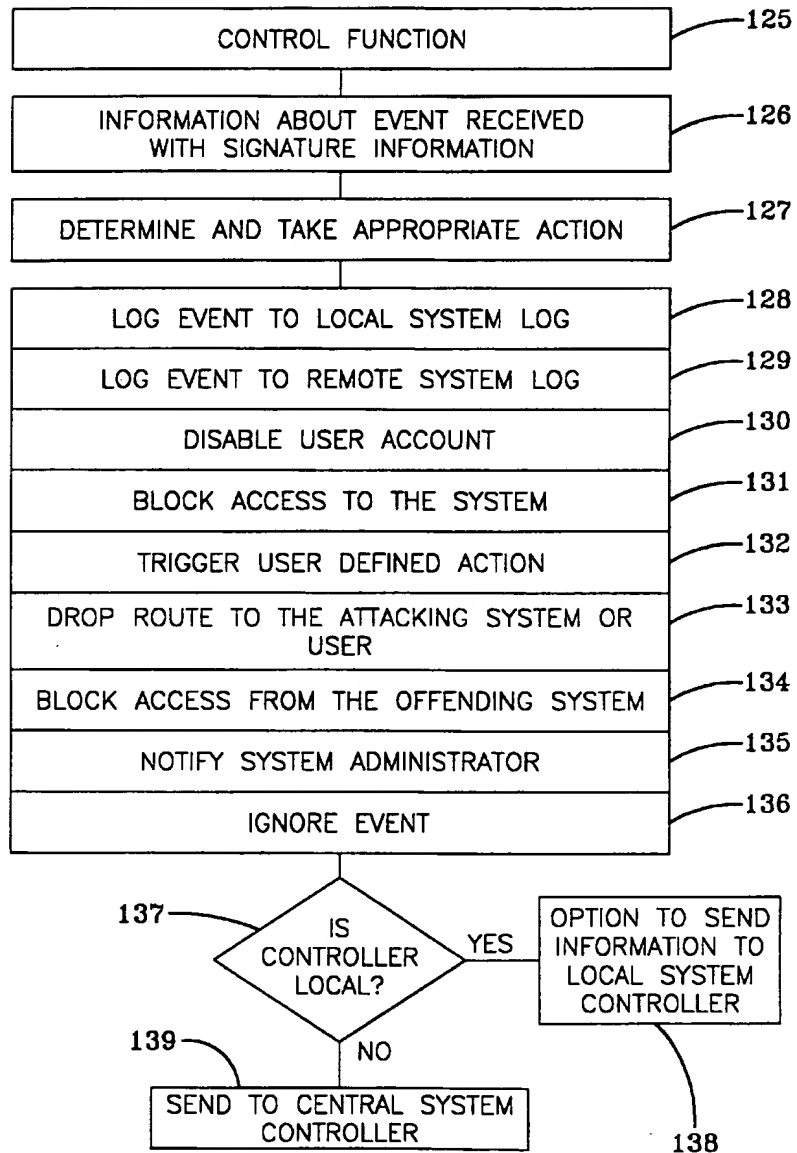 CONTROL FUNCTION
125
INFORMATION ABOUT EVENT RECEIVED
WITH SIGNATURE INFORMATION
126
DETERMINE AND TAKE APPROPRIATE ACTION
127
LOG EVENT TO LOCAL SYSTEM LOG
128
LOG EVENT TO REMOTE SYSTEM LOG
129
DISABLE USER ACCOUNT
130
BLOCK ACCESS TO THE SYSTEM
131
TRIGGER USER DEFINED ACTION
132
DROP ROUTE TO THE ATTACKING SYSTEM OR
USER
133
BLOCK ACCESS FROM THE OFFENDING SYSTEM
134
NOTIFY SYSTEM ADMINISTRATOR
135
IGNORE EVENT
136
137
IS
CONTROLLER
LOCAL?
YES
OPTION TO SEND
INFORMATION TO
LOCAL SYSTEM
CONTROLLER
138
NO
139
SEND TO CENTRAL SYSTEM
CONTROLLER